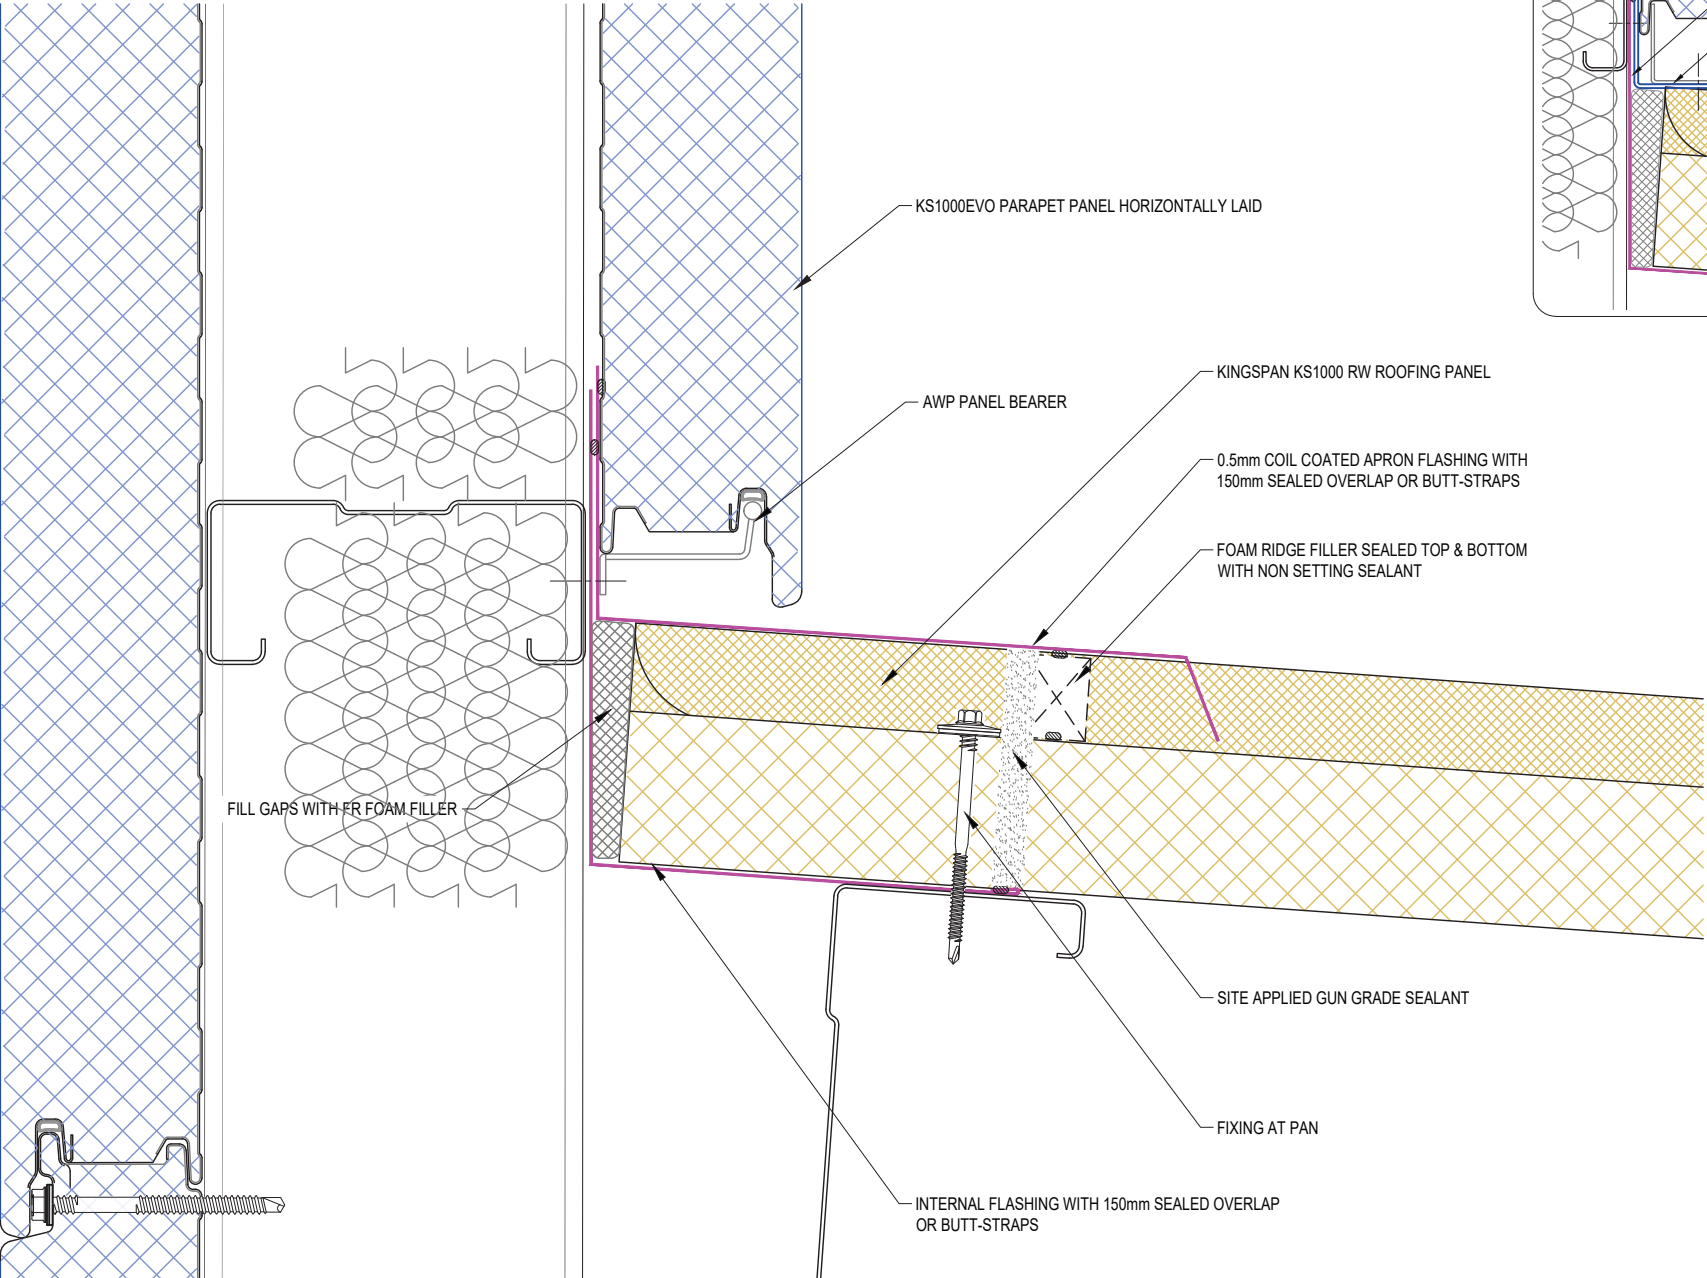 KS1000EVO PARAPET PANEL HORIZONTALLY LAID
KINGSPAN KS1000 RW ROOFING PANEL
AWP PANEL BEARER
0.5mm COIL COATED APRON FLASHING WITH
150mm SEALED OVERLAP OR BUTT-STRAPS
FOAM RIDGE FILLER SEALED TOP & BOTTOM
WITH NON SETTING SEALANT
FILL GAPS WITH FR FOAM FILLER
SITE APPLIED GUN GRADE SEALANT
FIXING AT PAN
INTERNAL FLASHING WITH 150mm SEALED OVERLAP
OR BUTT-STRAPS